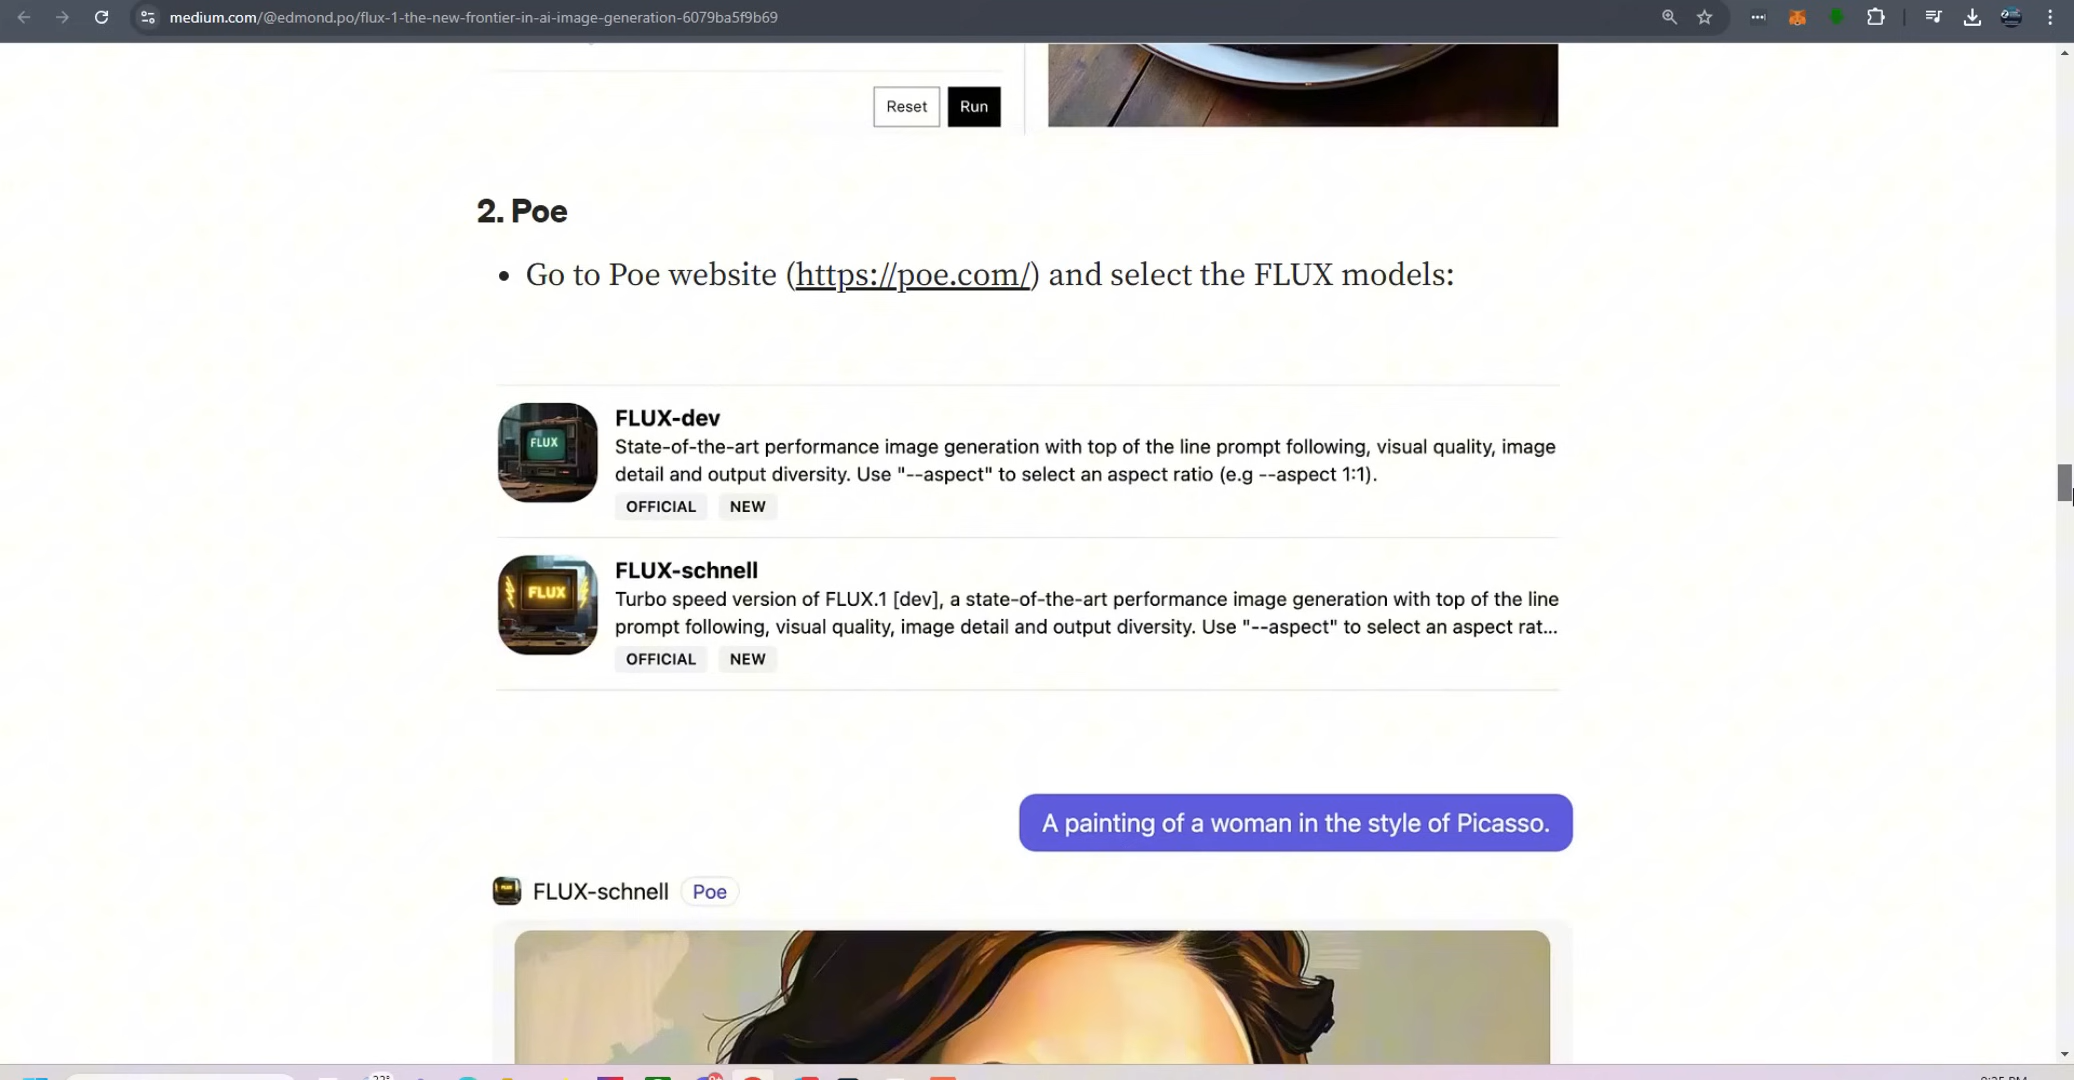 medium.com/@edmond.po/flux-1-the-new-frontier-in-ai-image-generation-6079ba5f9b69
Reset Run
2. Poe
• Go to Poe website (https://poe.com/) and select the FLUX models:
FLUX
FLUX-dev
State-of-the-art performance image generation with top of the line prompt following, visual quality, image
detail and output diversity. Use "--aspect" to select an aspect ratio (e.g --aspect 1:1).
OFFICIAL NEW
FLUX
FLUX-schnell
Turbo speed version of FLUX.1 [dev], a state-of-the-art performance image generation with top of the line
prompt following, visual quality, image detail and output diversity. Use "--aspect" to select an aspect rat...
OFFICIAL NEW
A painting of a woman in the style of Picasso.
FLUX-schnell Poe